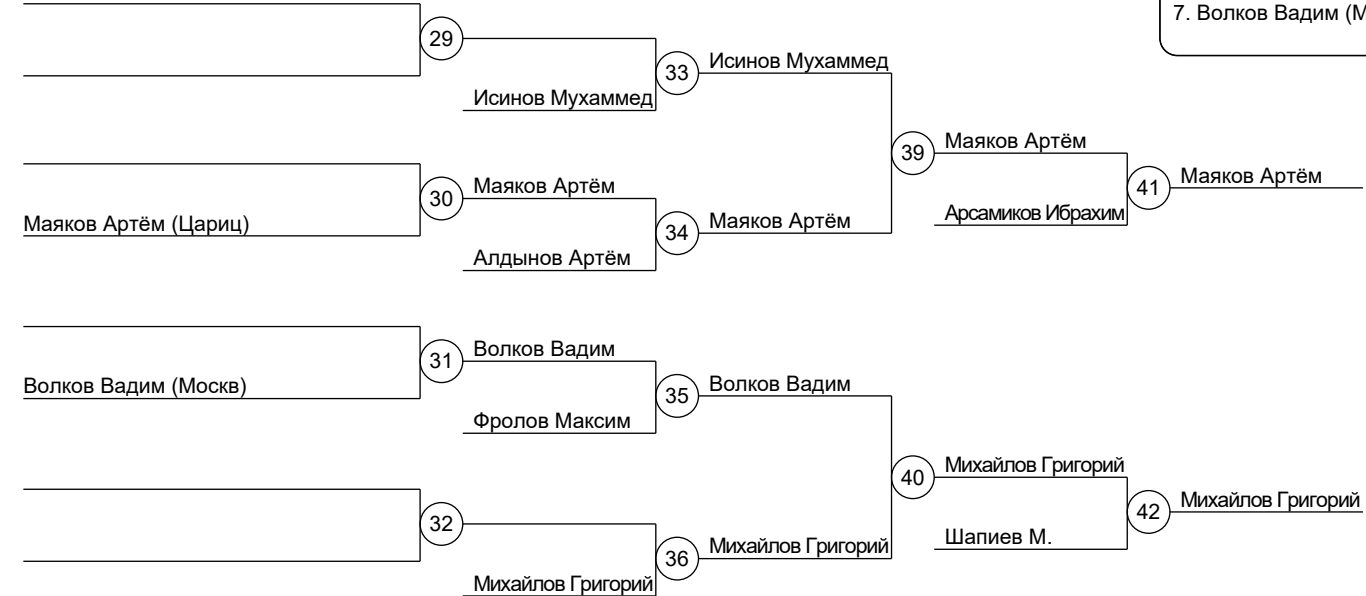 7. Волков Вадим (М
29
Исинов Мухаммед
33
Исинов Мухаммед
39
Маяков Артём
Маяков Артём (Цариц)
30
Маяков Артём
Алдынов Артём
34
Маяков Артём
Арсамиков Ибрахим
41
Маяков Артём
Волков Вадим (Москв)
31
Волков Вадим
Фролов Максим
35
Волков Вадим
40
Михайлов Григорий
32
Михайлов Григорий
36
Михайлов Григорий
Шапиев М.
42
Михайлов Григорий